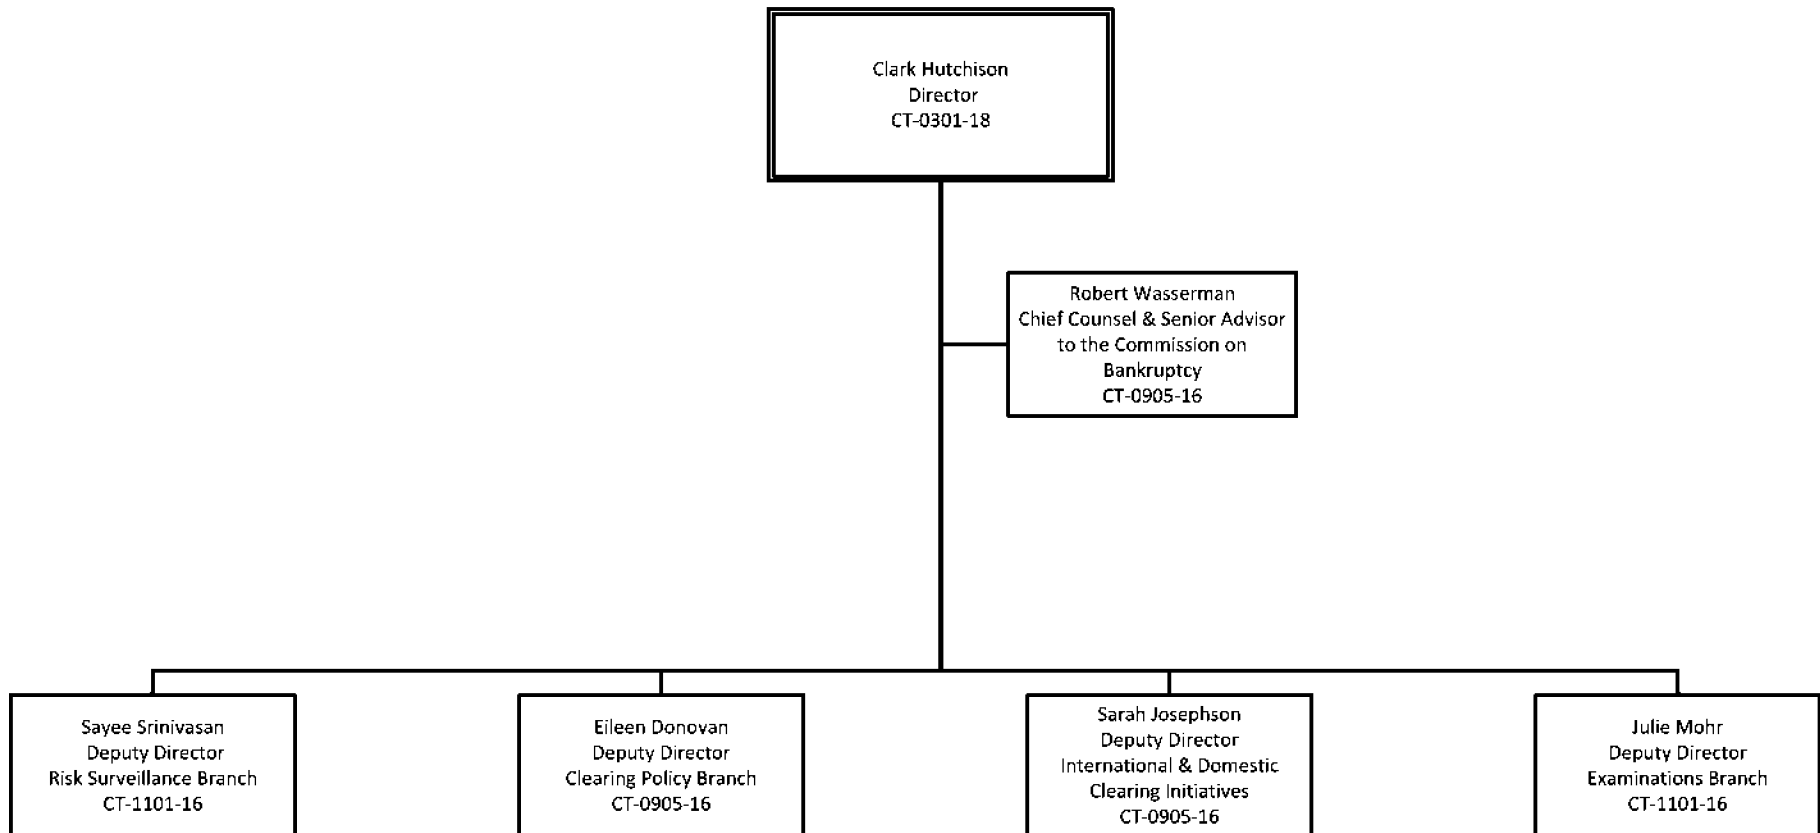 Clark Hutchison
Director
CT-0301-18
Robert Wasserman
Chief Counsel & Senior Advisor
to the Commission on
Bankruptcy
CT-0905-16
Sayee Srinivasan
Deputy Director
Risk Surveillance Branch
CT-1101-16
Eileen Donovan
Deputy Director
Clearing Policy Branch
CT-0905-16
Sarah Josephson
Deputy Director
International & Domestic
Clearing Initiatives
CT-0905-16
Julie Mohr
Deputy Director
Examinations Branch
CT-1101-16